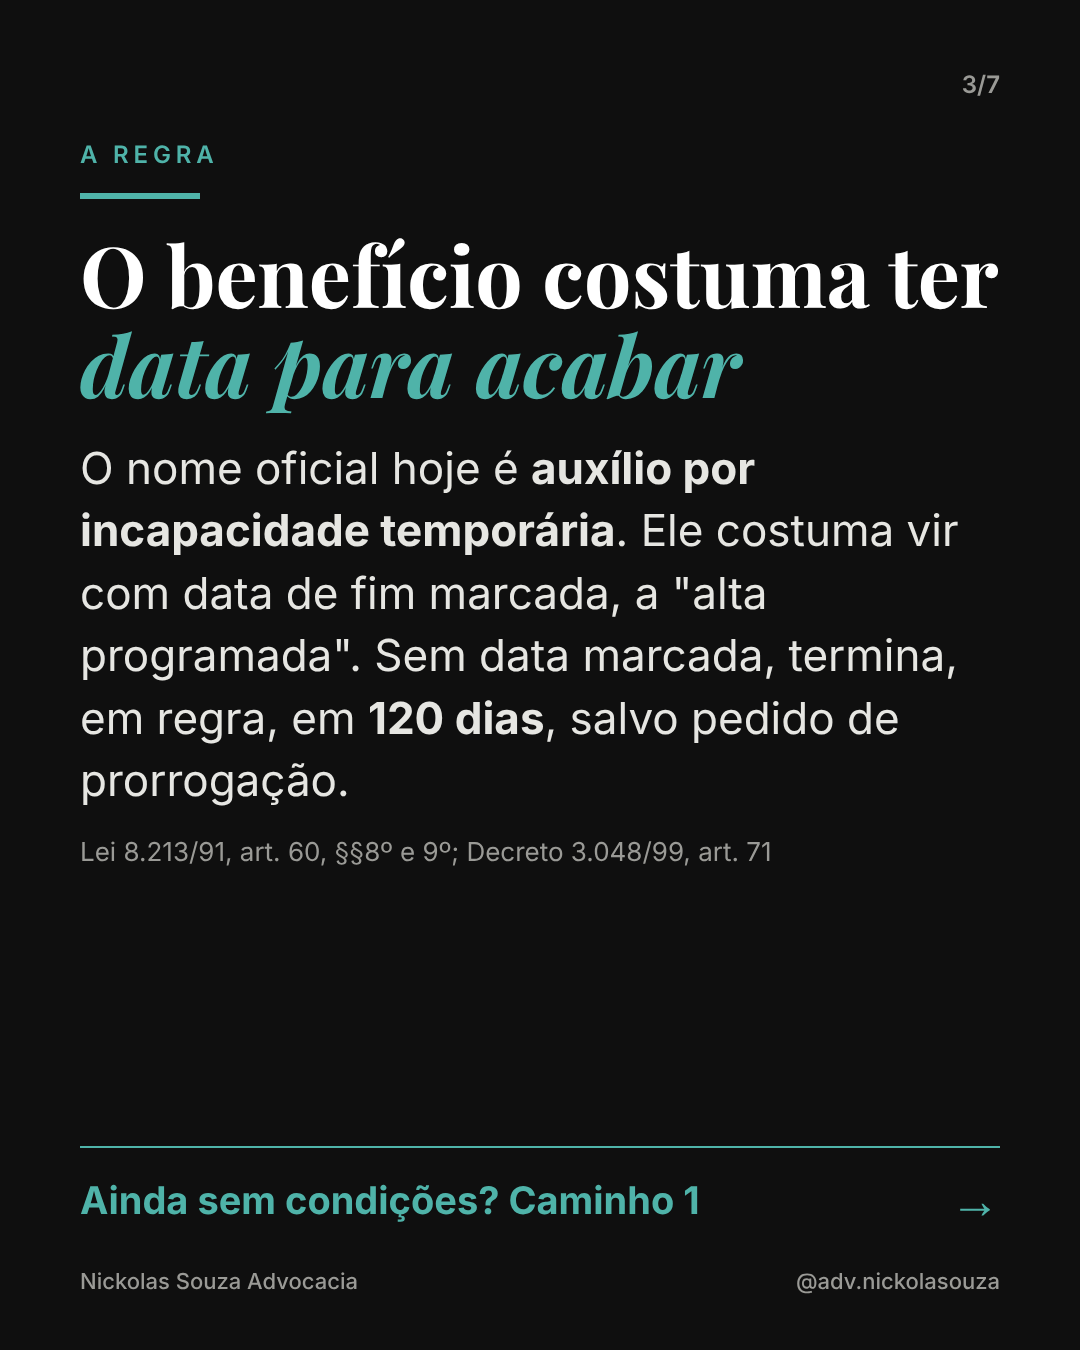 3/7
A REGRA
O benefício costuma ter
data para acabar
O nome oficial hoje é auxílio por
incapacidade temporária. Ele costuma vir
com data de fim marcada, a "alta
programada". Sem data marcada, termina,
em regra, em 120 dias, salvo pedido de
prorrogação.
Lei 8.213/91, art. 60, §§8º e 9º; Decreto 3.048/99, art. 71
Ainda sem condições? Caminho 1 →
Nickolas Souza Advocacia
@adv.nickolasouza